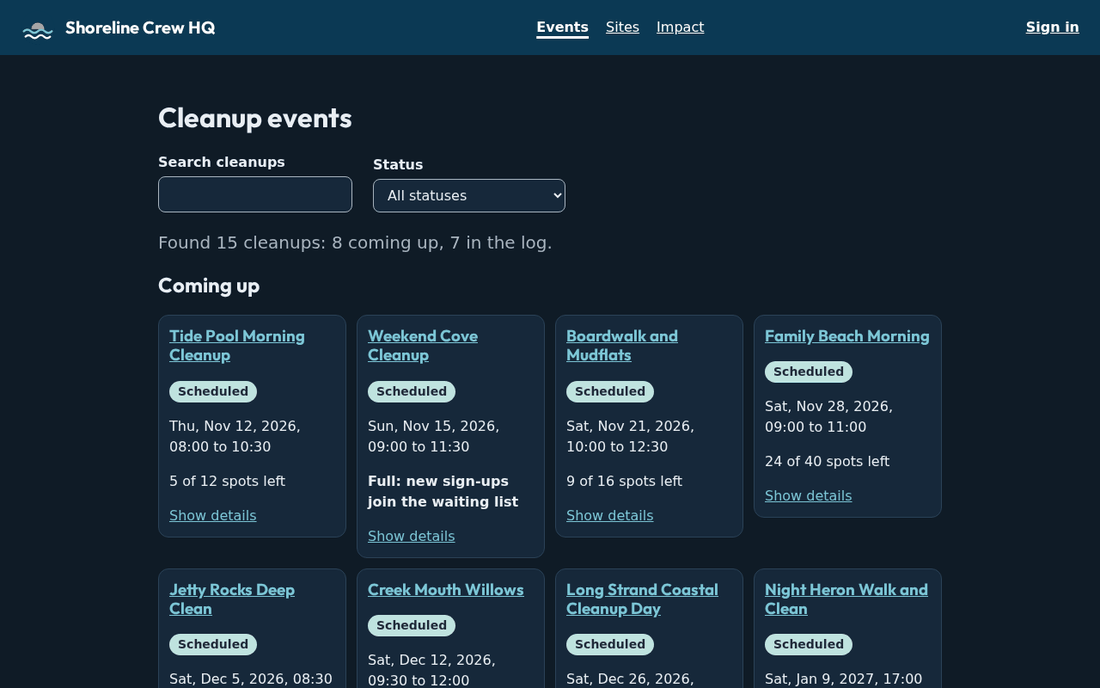 Shoreline Crew HQ
Events Sites Impact
Sign in
Cleanup events
Search cleanups
Status
All statuses
Found 15 cleanups: 8 coming up, 7 in the log.
Coming up
Tide Pool Morning
Cleanup
Scheduled
Thu, Nov 12, 2026,
08:00 to 10:30
5 of 12 spots left
Show details
Weekend Cove
Cleanup
Scheduled
Sun, Nov 15, 2026,
09:00 to 11:30
Full: new sign-ups
join the waiting list
Show details
Boardwalk and
Mudflats
Scheduled
Sat, Nov 21, 2026,
10:00 to 12:30
9 of 16 spots left
Show details
Family Beach Morning
Scheduled
Sat, Nov 28, 2026,
09:00 to 11:00
24 of 40 spots left
Show details
Jetty Rocks Deep
Clean
Scheduled
Sat, Dec 5, 2026, 08:30
Creek Mouth Willows
Scheduled
Sat, Dec 12, 2026,
09:30 to 12:00
Long Strand Coastal
Cleanup Day
Scheduled
Sat, Dec 26, 2026,
Night Heron Walk and
Clean
Scheduled
Sat, Jan 9, 2027, 17:00